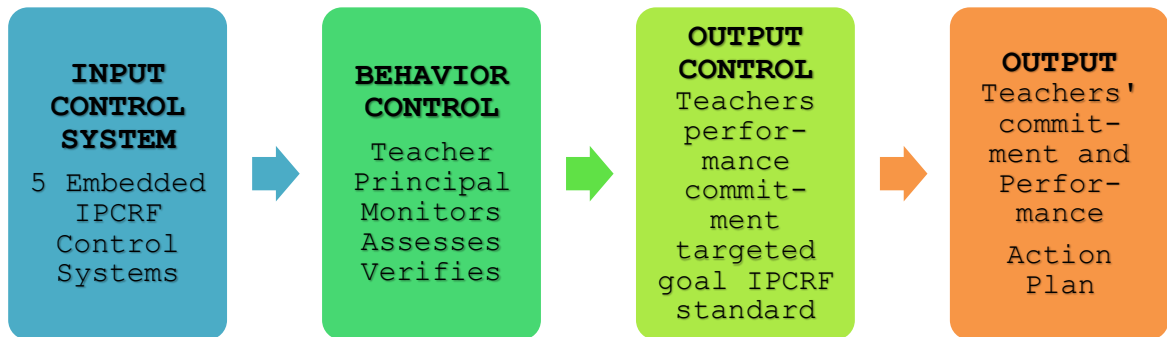 INPUT
CONTROL
SYSTEM
5 Embedded
IPCRF
Control
Systems
BEHAVIOR
CONTROL
Teacher
Principal
Monitors
Assesses
Verifies
OUTPUT
CONTROL
Teachers
perfor-
mance
commit-
ment
targeted
goal IPCRF
standard
OUTPUT
Teachers'
commit-
ment and
Perfor-
mance
Action
Plan